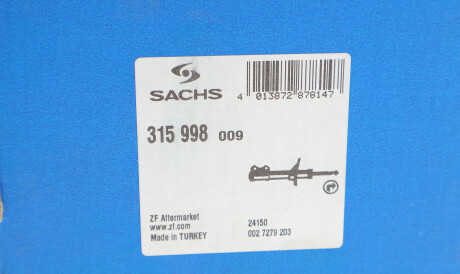 SACHS
4 013872 878147
315 998 009
ZF Aftermarket
www.zf.com
Made in TURKEY
24150
002 7279 203